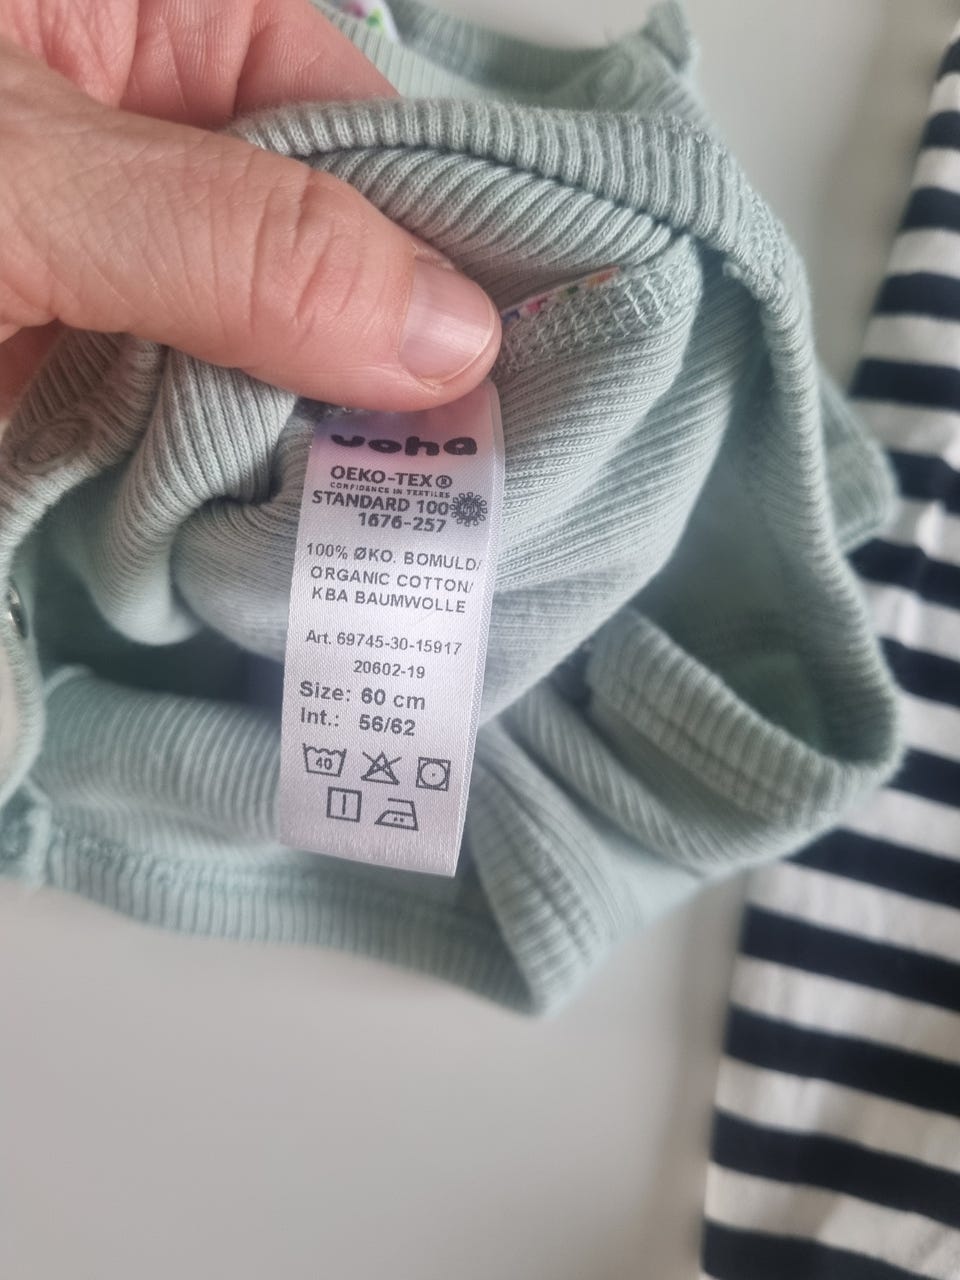 joha
OEKO-TEX®
CONFIDENCE IN TEXTILES
STANDARD 100
1676-257
100% ØKO. BOMULD/
ORGANIC COTTON/
KBA BAUMWOLLE
Art. 69745-30-15917
20602-19
Size: 60 cm
Int.: 56/62
40